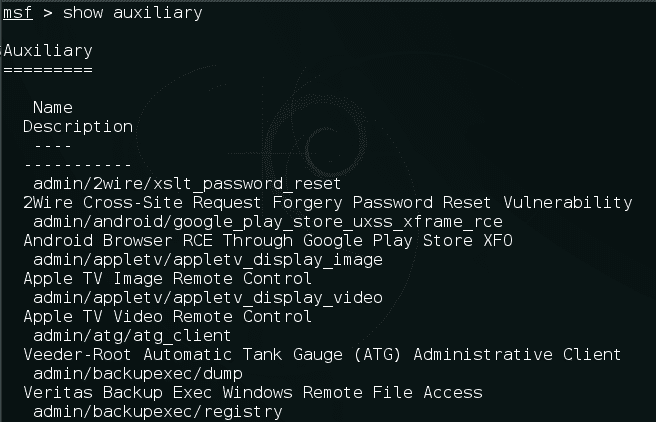 msf > show auxiliary
Auxiliary
=========
Name
Description
----
-----------
admin/2wire/xslt_password_reset
2Wire Cross-Site Request Forgery Password Reset Vulnerability
admin/android/google_play_store_uxss_xframe_rce
Android Browser RCE Through Google Play Store XFO
admin/appletv/appletv_display_image
Apple TV Image Remote Control
admin/appletv/appletv_display_video
Apple TV Video Remote Control
admin/atg/atg_client
Veeder-Root Automatic Tank Gauge (ATG) Administrative Client
admin/backupexec/dump
Veritas Backup Exec Windows Remote File Access
admin/backupexec/registry